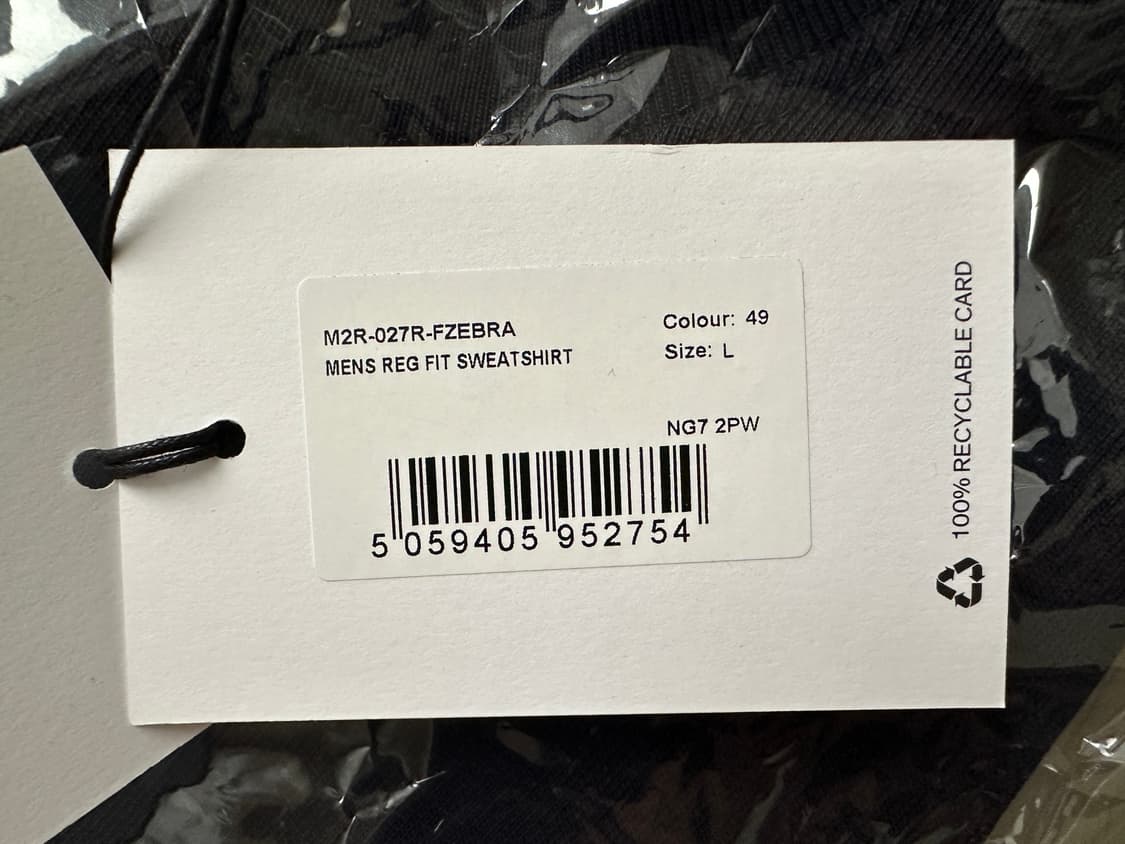 M2R-027R-FZEBRA
MENS REG FIT SWEATSHIRT
Colour: 49
Size: L
NG7 2PW
5 059405 952754
100% RECYCLABLE CARD